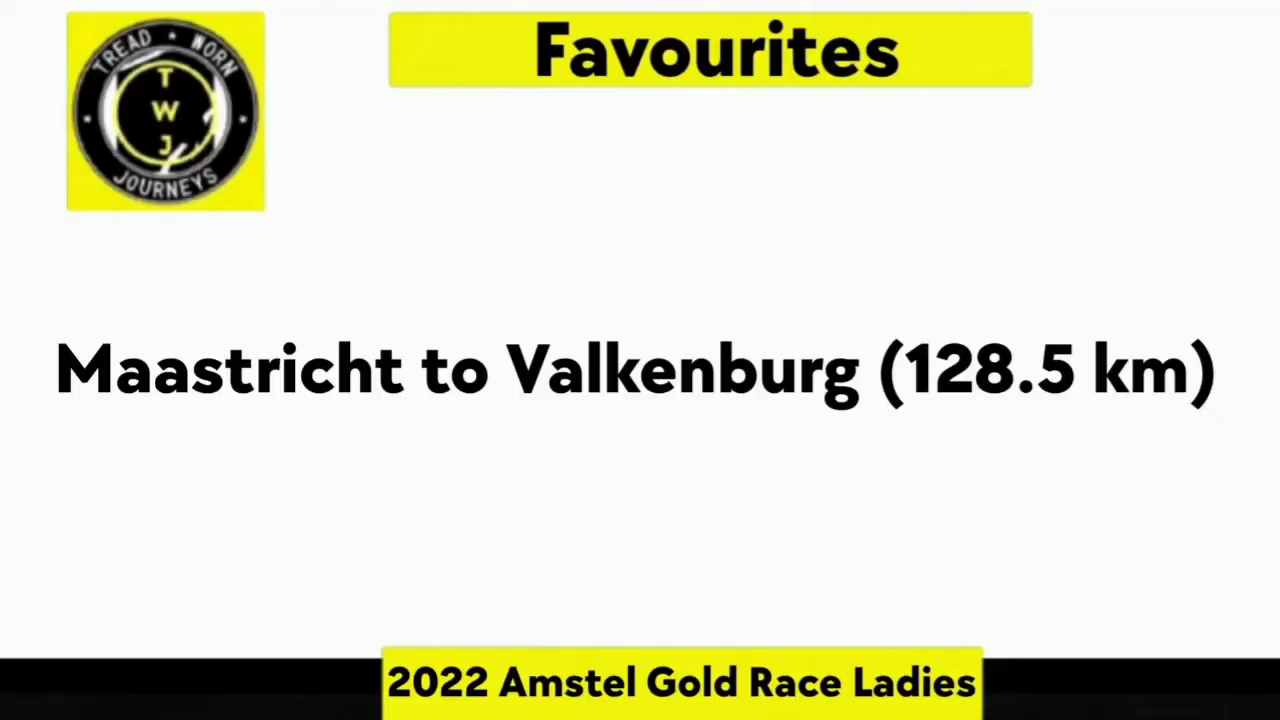 Favourites
TREAD * WORN
T
W
J
JOURNEYS
Maastricht to Valkenburg (128.5 km)
2022 Amstel Gold Race Ladies